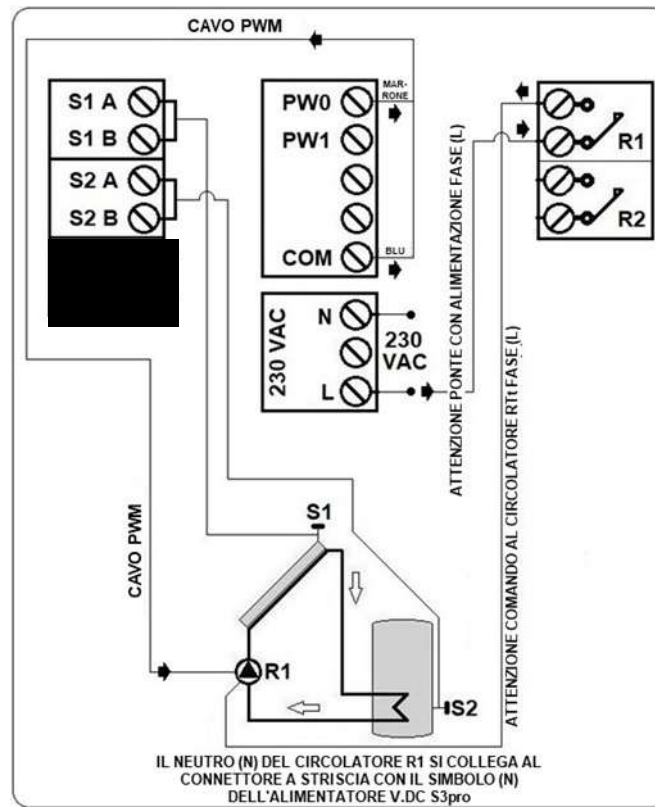 CAVO PWM
S1 A
S1 B
S2 A
S2 B
MAR-
RONE
PW0
PW1
COM
BLU
R1
R2
230 VAC
N
L
230
VAC
ATTENZIONE PONTE CON ALIMENTAZIONE FASE (L)
ATTENZIONE COMANDO AL CIRCOLATORE RTt FASE (L)
CAVO PWM
S1
R1
S2
IL NEUTRO (N) DEL CIRCOLATORE R1 SI COLLEGA AL
CONNETTORE A STRISCIA CON IL SIMBOLO (N)
DELL'ALIMENTATORE V.DC S3pro